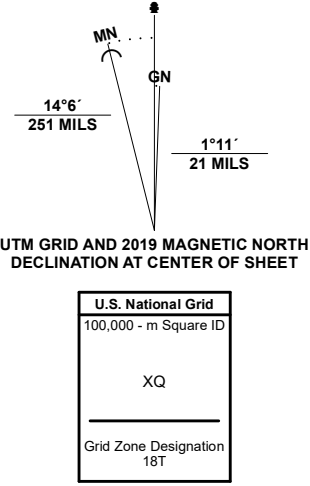 MN
GN
14°6´
251 MILS
1°11´
21 MILS
UTM GRID AND 2019 MAGNETIC NORTH
DECLINATION AT CENTER OF SHEET
U.S. National Grid
100,000 - m Square ID
XQ
Grid Zone Designation
18T